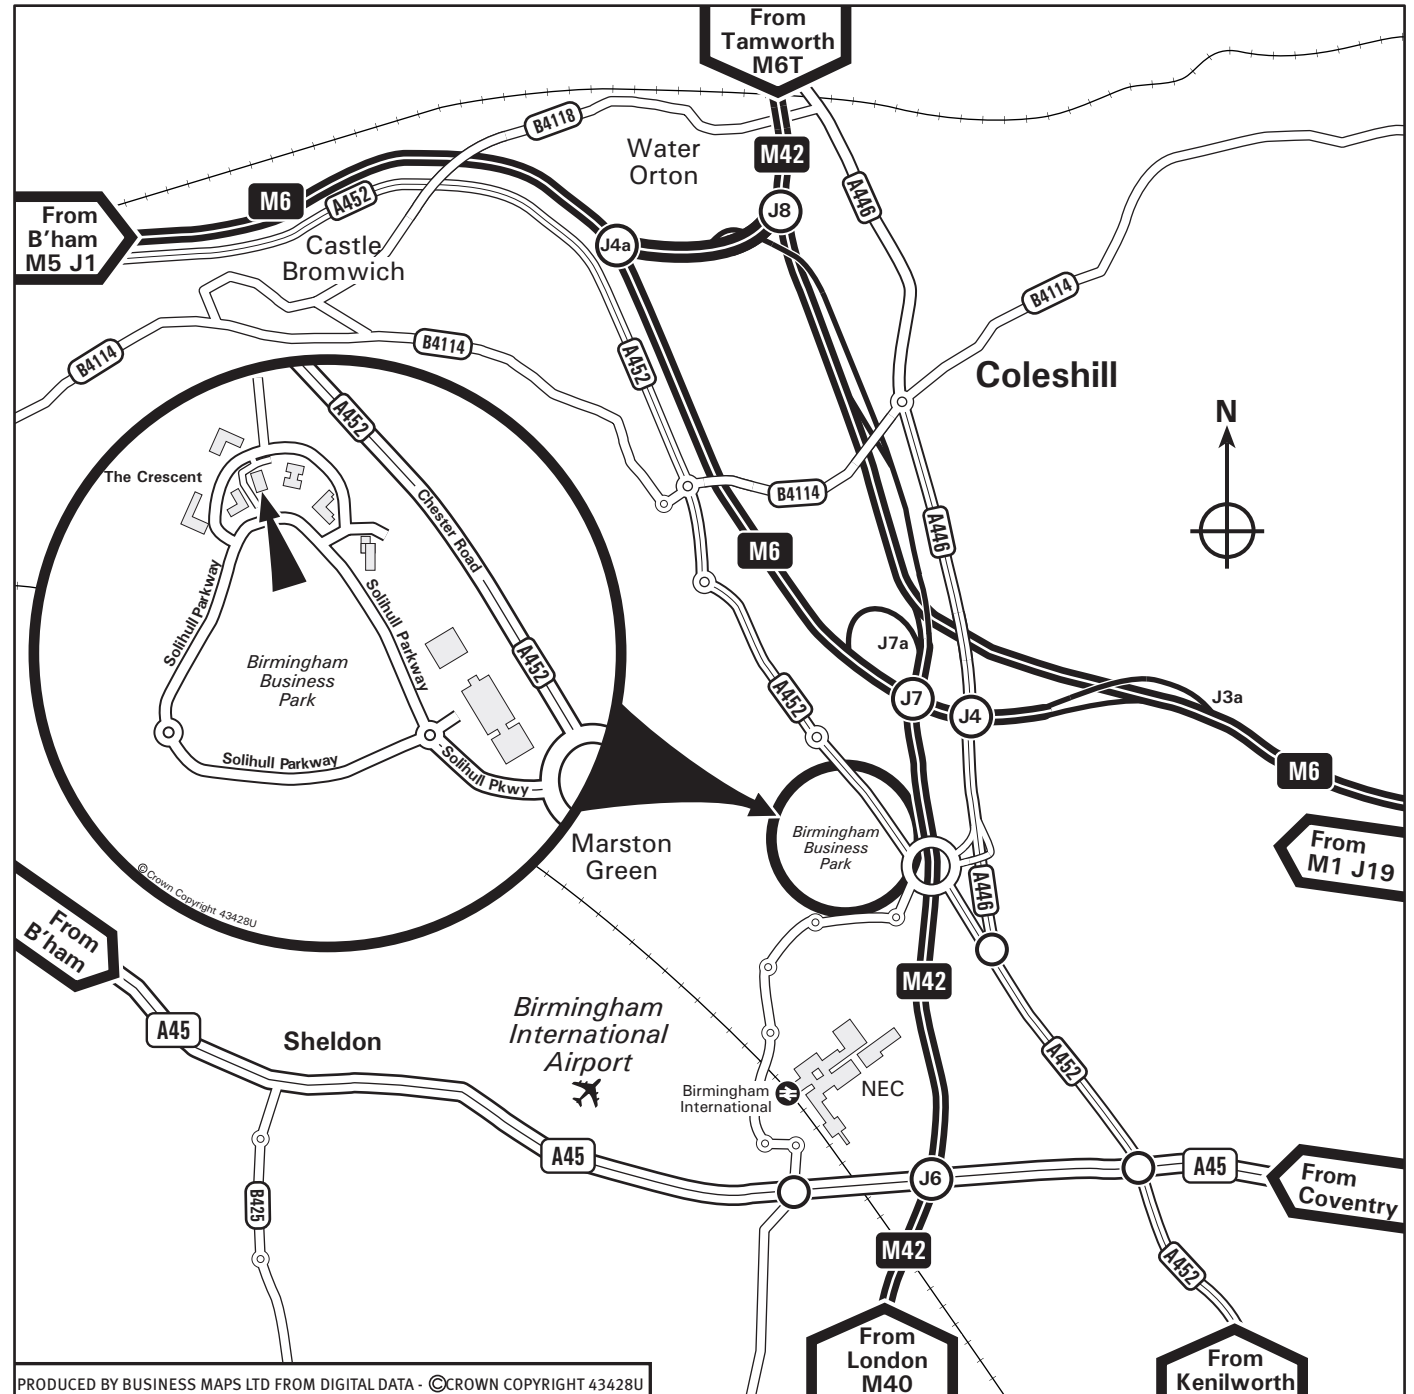 From
Tamworth
M6T
B4118
Water
Orton
M42
M6
A452
A446
J8
From
B'ham
M5 J1
J4a
Castle
Bromwich
B4114
B4114
B4114
A452
Coleshill
N
A452
The Crescent
Chester Road
B4114
A446
M6
Solihull Parkway
Solihull Parkway
A452
J7a
Birmingham
Business
Park
A452
J7
J4
J3a
Solihull Parkway
Solihull Pkwy
M6
Marston
Green
Birmingham
Business
Park
From
M1 J19
©Crown Copyright 43428U
A446
From
B'ham
M42
A45
Sheldon
Birmingham
International
Airport
A452
Birmingham
International
NEC
A45
A45
J6
From
Coventry
B425
M42
A452
From
London
M40
From
Kenilworth
PRODUCED BY BUSINESS MAPS LTD FROM DIGITAL DATA - ©CROWN COPYRIGHT 43428U